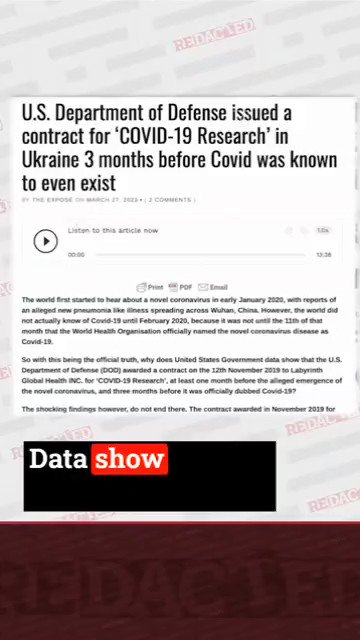 REDACTED
U.S. Department of Defense issued a
contract for ‘COVID-19 Research’ in
Ukraine 3 months before Covid was known
to even exist
BY THE EXPOSÉ ON MARCH 27, 2023 • ( 2 COMMENTS )
Listen to this article now
1.0x
00:00
13:38
Print PDF Email
The world first started to hear about a novel coronavirus in early January 2020, with reports of
an alleged new pneumonia like illness spreading across Wuhan, China. However, the world did
not actually know of Covid-19 until February 2020, because it was not until the 11th of that
month that the World Health Organisation officially named the novel coronavirus disease as
Covid-19.
So with this being the official truth, why does United States Government data show that the U.S.
Department of Defense (DOD) awarded a contract on the 12th November 2019 to Labyrinth
Global Health INC. for ‘COVID-19 Research’, at least one month before the alleged emergence of
the novel coronavirus, and three months before it was officially dubbed Covid-19?
The shocking findings however, do not end there. The contract awarded in November 2019 for
Data show
REDACTED
REDACTED